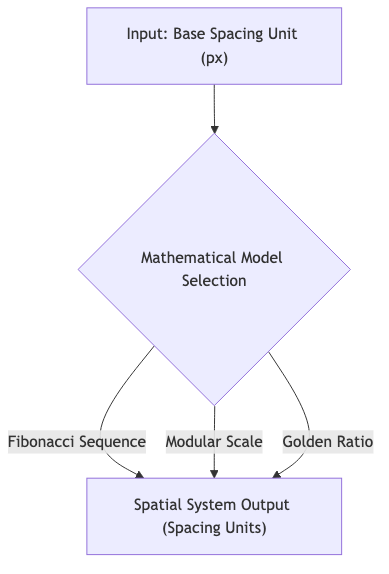 Input: Base Spacing Unit
(px)
Mathematical Model
Selection
Fibonacci Sequence
Modular Scale
Golden Ratio
Spatial System Output
(Spacing Units)